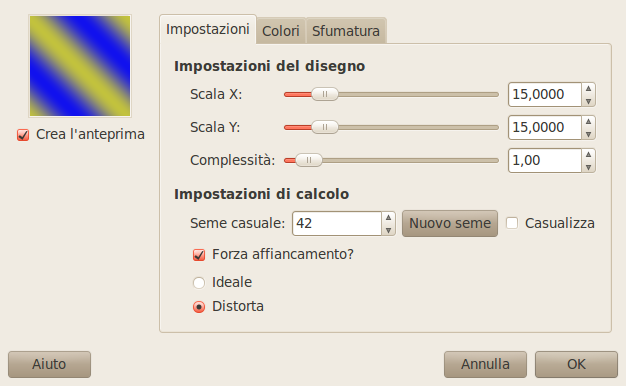 Crea l'anteprima
Impostazioni Colori Sfumatura
Impostazioni del disegno
Scala X: 15,0000
Scala Y: 15,0000
Complessità: 1,00
Impostazioni di calcolo
Seme casuale: 42 Nuovo seme Casualizza
Forza affiancamento?
Ideale
Distorta
Aiuto Annulla OK